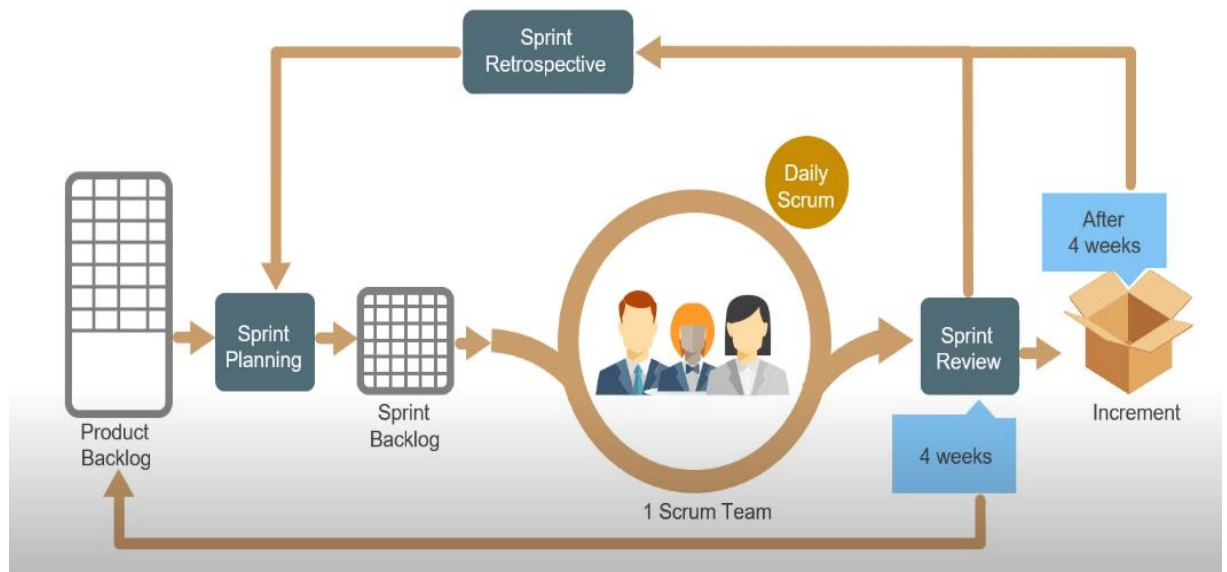 Sprint
Retrospective
Daily
Scrum
After
4 weeks
Sprint
Planning
Sprint
Review
Product
Backlog
Sprint
Backlog
Increment
4 weeks
1 Scrum Team